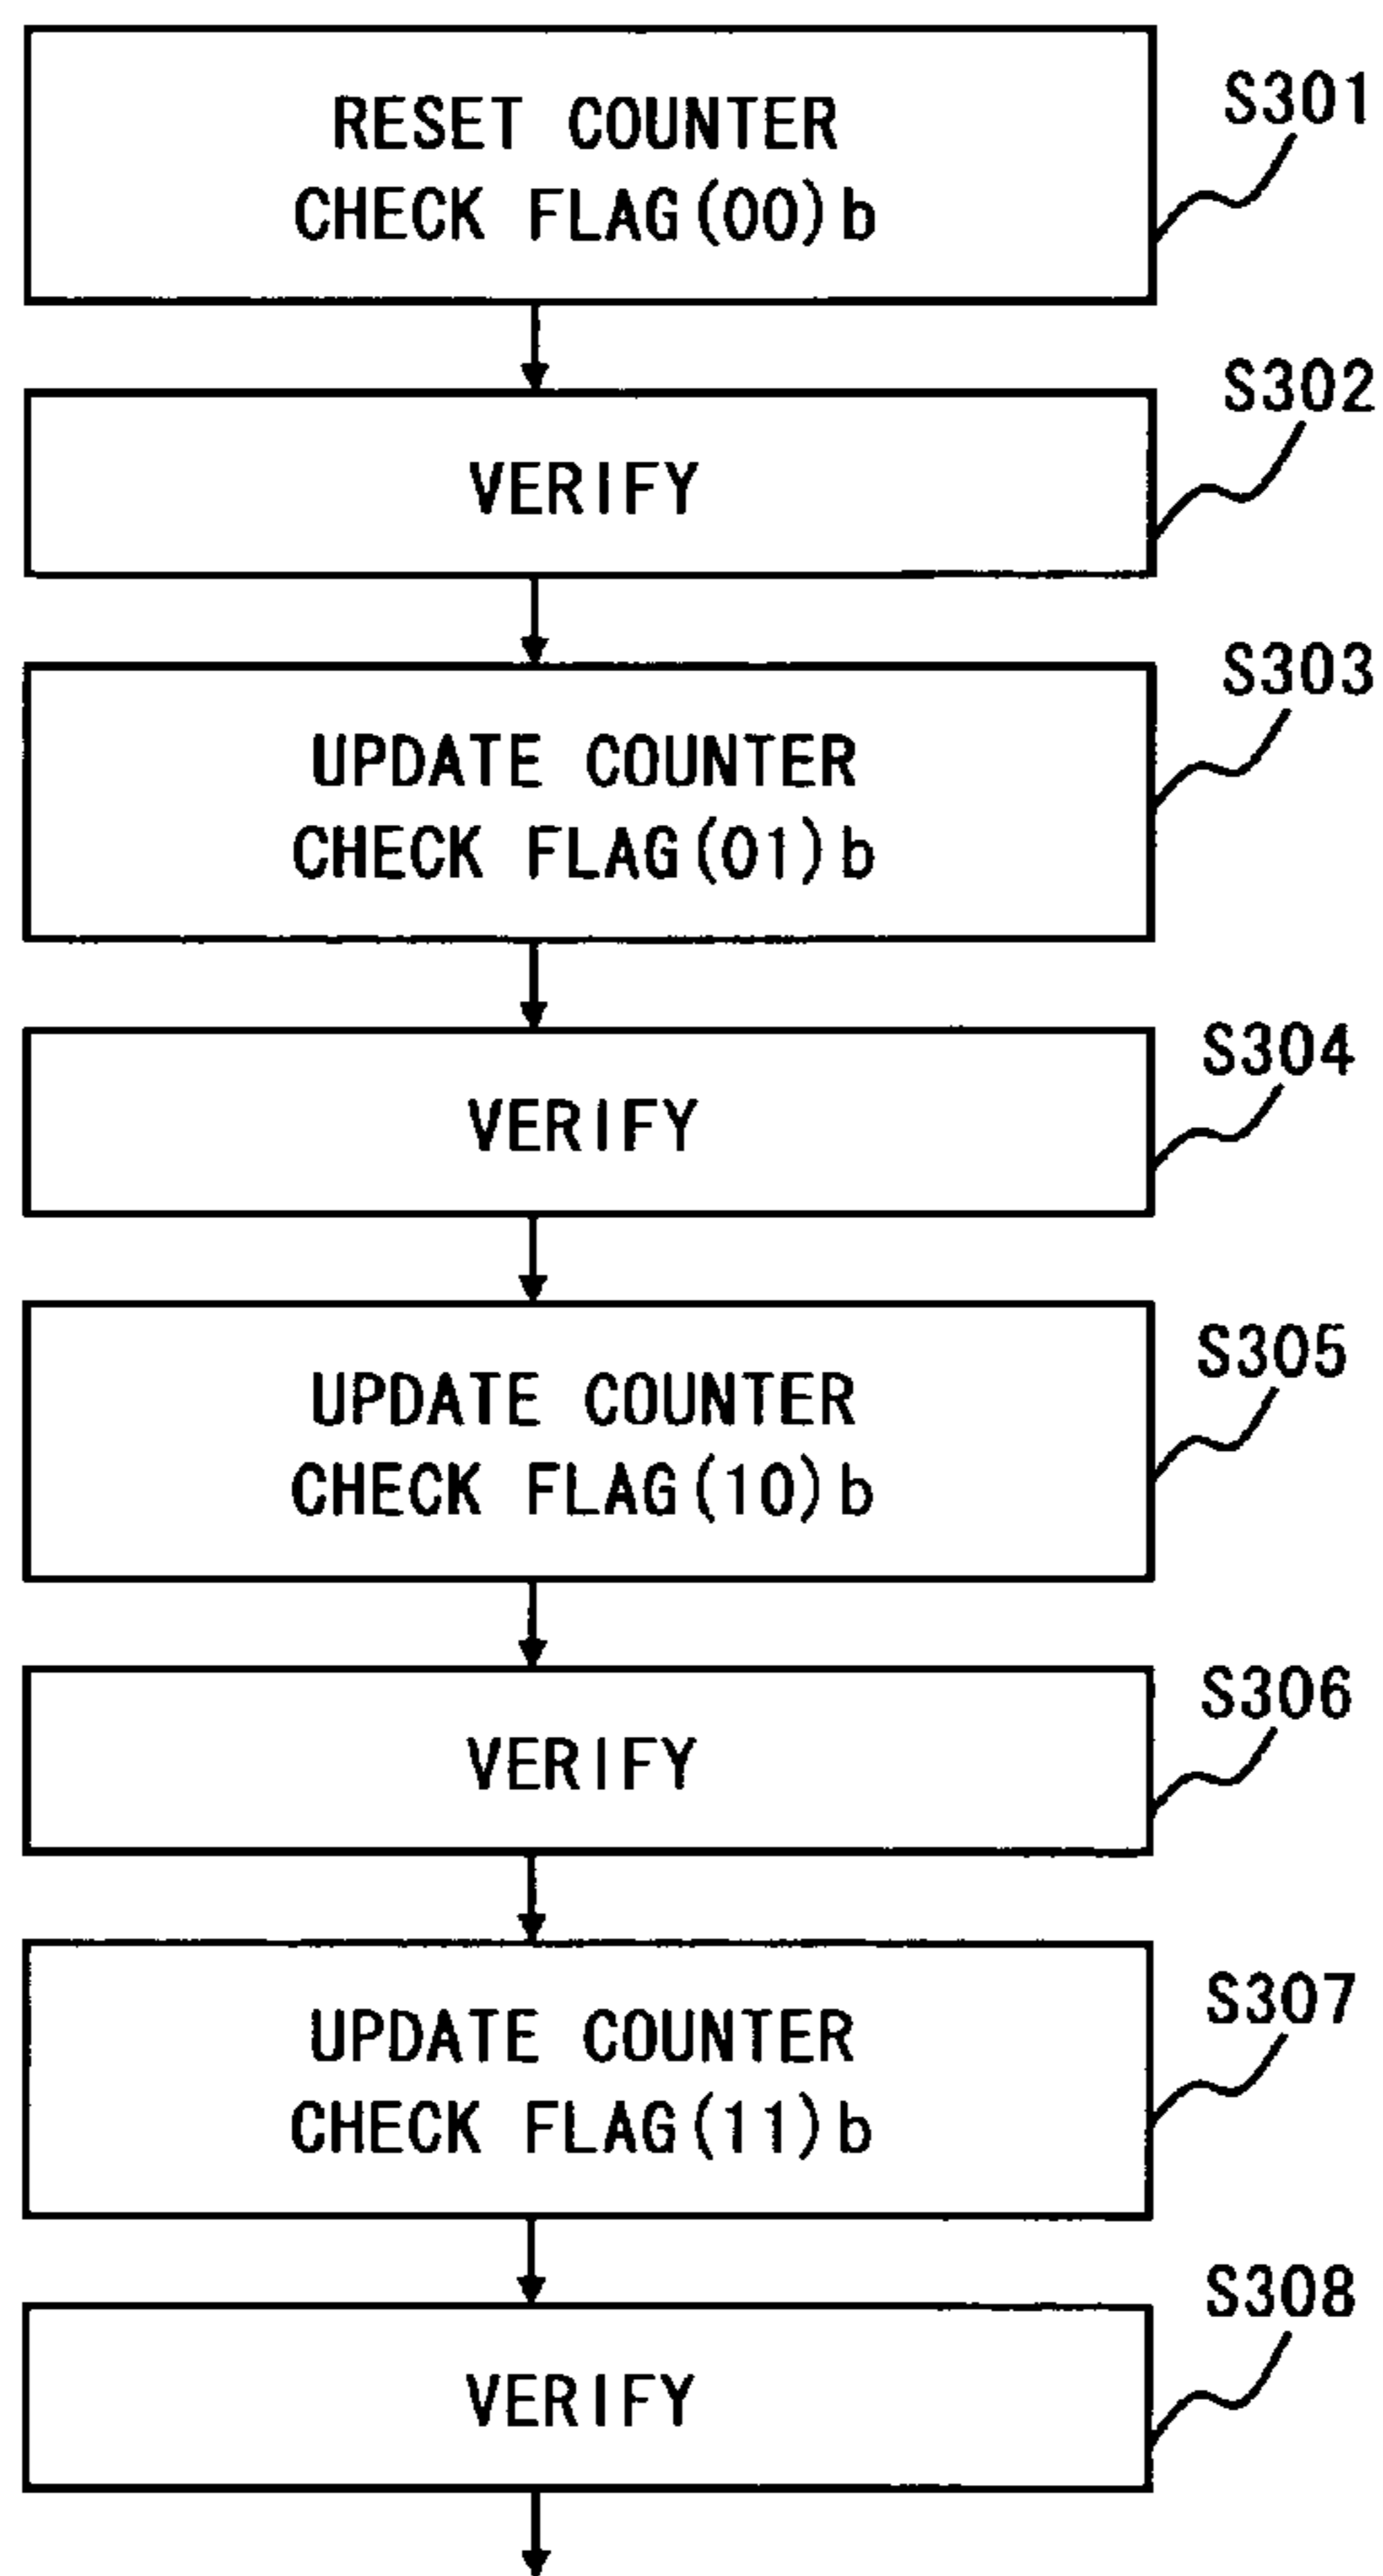 RESET COUNTER
CHECK FLAG(00)b
S301
VERIFY
S302
UPDATE COUNTER
CHECK FLAG(01)b
S303
VERIFY
S304
UPDATE COUNTER
CHECK FLAG(10)b
S305
VERIFY
S306
UPDATE COUNTER
CHECK FLAG(11)b
S307
VERIFY
S308